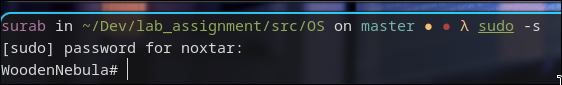 surab in ~/Dev/lab_assignment/src/OS on master ● ● λ sudo -s
[sudo] password for noxtar:
WoodenNebula#